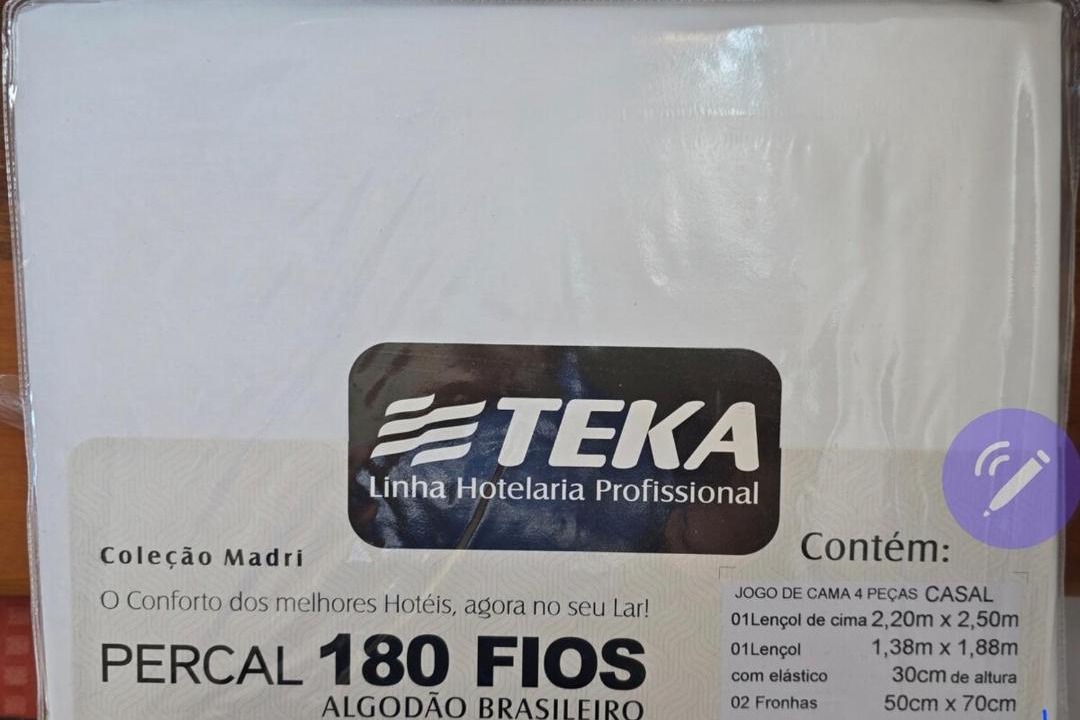 TEKA
Linha Hotelaria Profissional
Coleção Madri
O Conforto dos melhores Hotéis, agora no seu Lar!
PERCAL 180 FIOS
ALGODÃO BRASILEIRO
Contém:
JOGO DE CAMA 4 PEÇAS CASAL
01Lençol de cima 2,20m x 2,50m
01Lençol 1,38m x 1,88m
com elástico 30cm de altura
02 Fronhas 50cm x 70cm